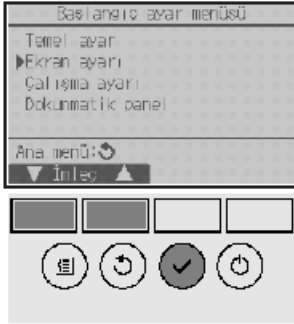 Başlangıç ayar menüsü
Temel ayar
▶Ekran ayarı
Çalışma ayarı
Dokunmatik panel
Ana menü:
▼ İmleç ▲